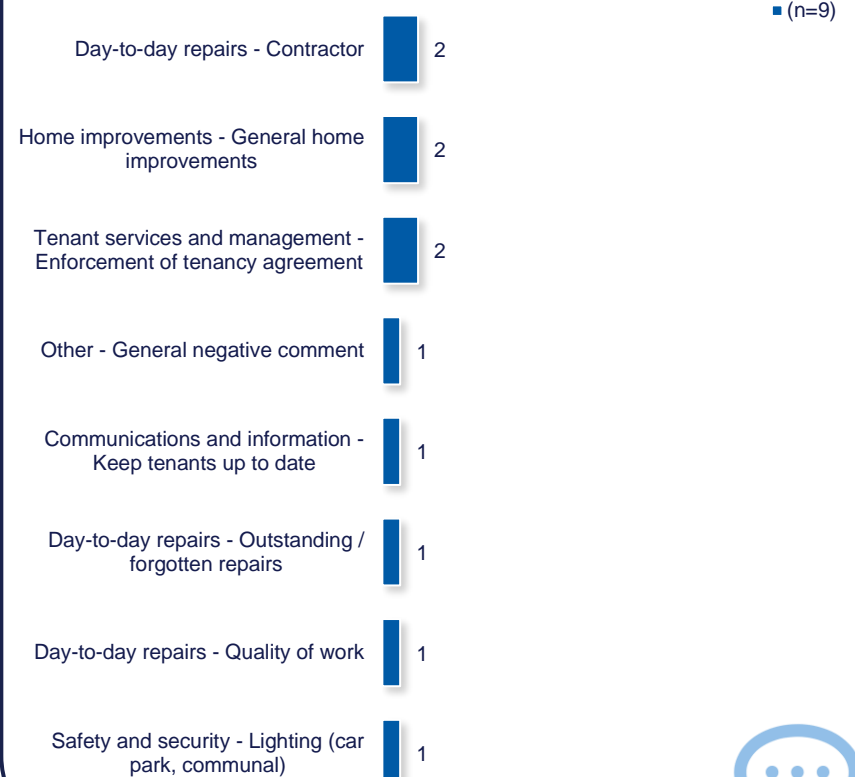 (n=9)
Day-to-day repairs - Contractor
2
Home improvements - General home
improvements
2
Tenant services and management -
Enforcement of tenancy agreement
2
Other - General negative comment
1
Communications and information -
Keep tenants up to date
1
Day-to-day repairs - Outstanding /
forgotten repairs
1
Day-to-day repairs - Quality of work
1
Safety and security - Lighting (car
park, communal)
1